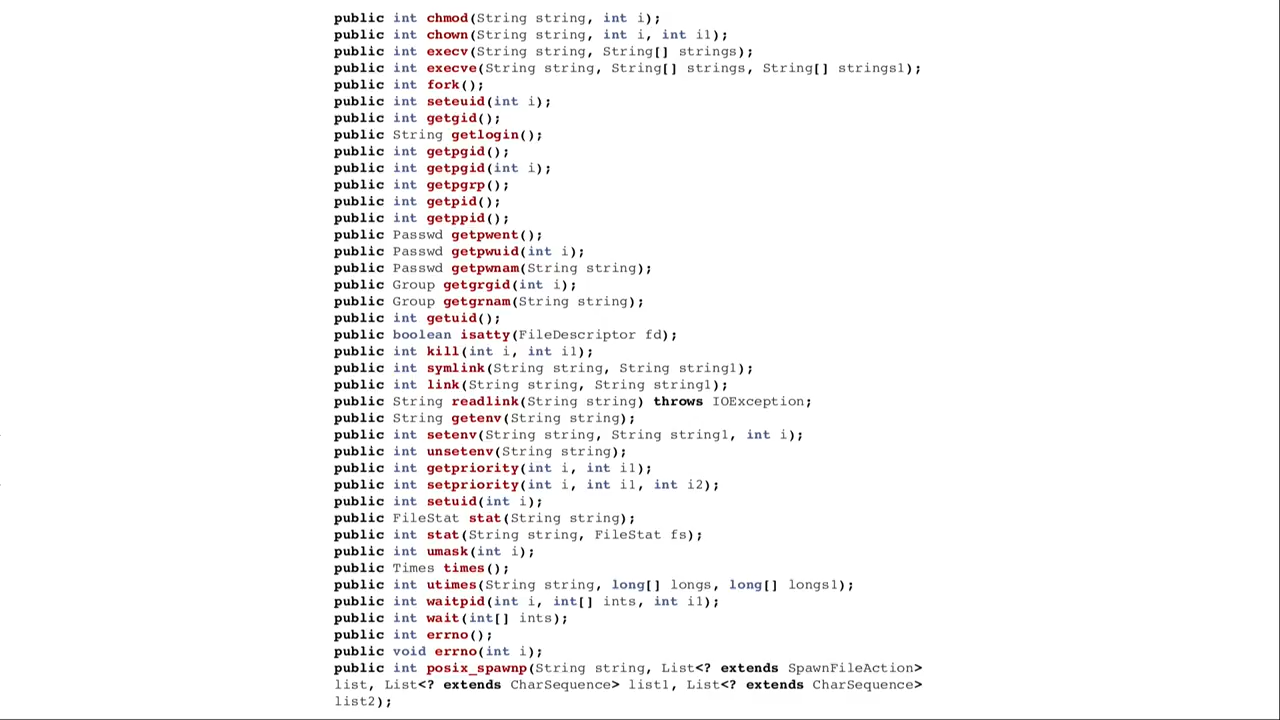 public int chmod(String string, int i);
public int chown(String string, int i, int i1);
public int execv(String string, String[] strings);
public int execve(String string, String[] strings, String[] strings1);
public int fork();
public int seteuid(int i);
public int getgid();
public String getlogin();
public int getpgid();
public int getpgid(int i);
public int getpgrp();
public int getpid();
public int getppid();
public Passwd getpwent();
public Passwd getpwuid(int i);
public Passwd getpwnam(String string);
public Group getgrgid(int i);
public Group getgrnam(String string);
public int getuid();
public boolean isatty(FileDescriptor fd);
public int kill(int i, int i1);
public int symlink(String string, String string1);
public int link(String string, String string1);
public String readlink(String string) throws IOException;
public String getenv(String string);
public int setenv(String string, String string1, int i);
public int unsetenv(String string);
public int getpriority(int i, int i1);
public int setpriority(int i, int i1, int i2);
public int setuid(int i);
public FileStat stat(String string);
public int stat(String string, FileStat fs);
public int umask(int i);
public Times times();
public int utimes(String string, long[] longs, long[] longs1);
public int waitpid(int i, int[] ints, int i1);
public int wait(int[] ints);
public int errno();
public void errno(int i);
public int posix_spawnp(String string, List<? extends SpawnFileAction>
list, List<? extends CharSequence> list1, List<? extends CharSequence>
list2);